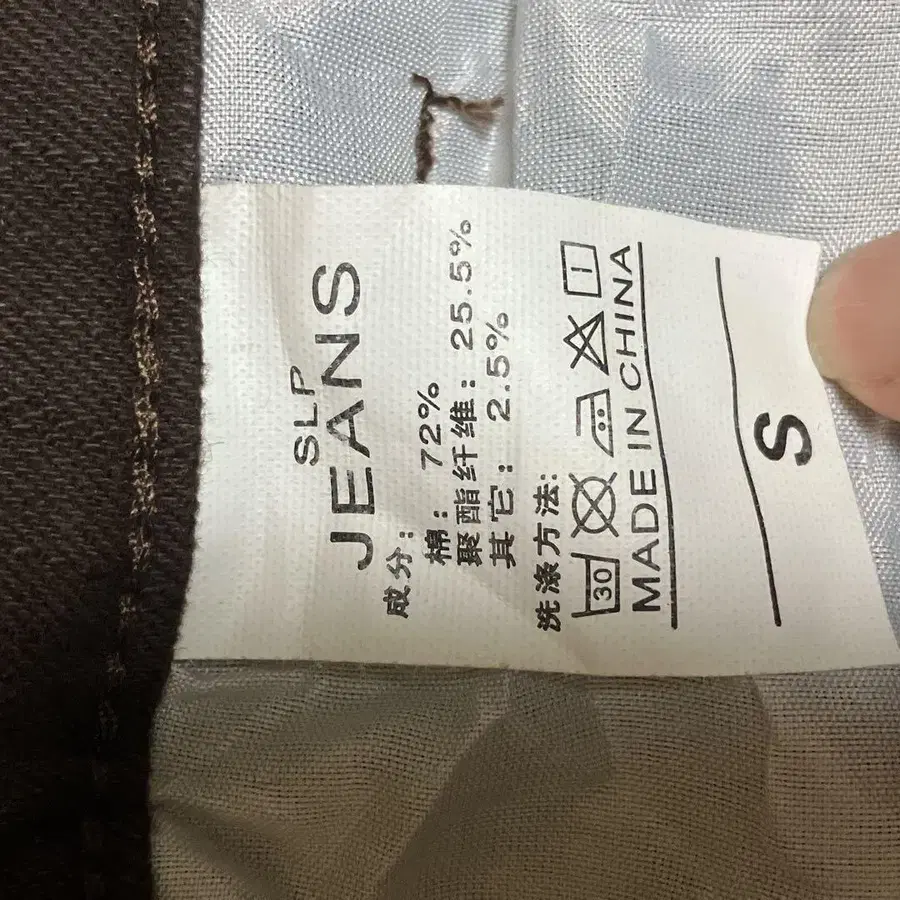 SLP
JEANS
成分:
棉: 72%
聚酯纤维: 25.5%
其它: 2.5%
洗涤方法:
30
MADE IN CHINA
S